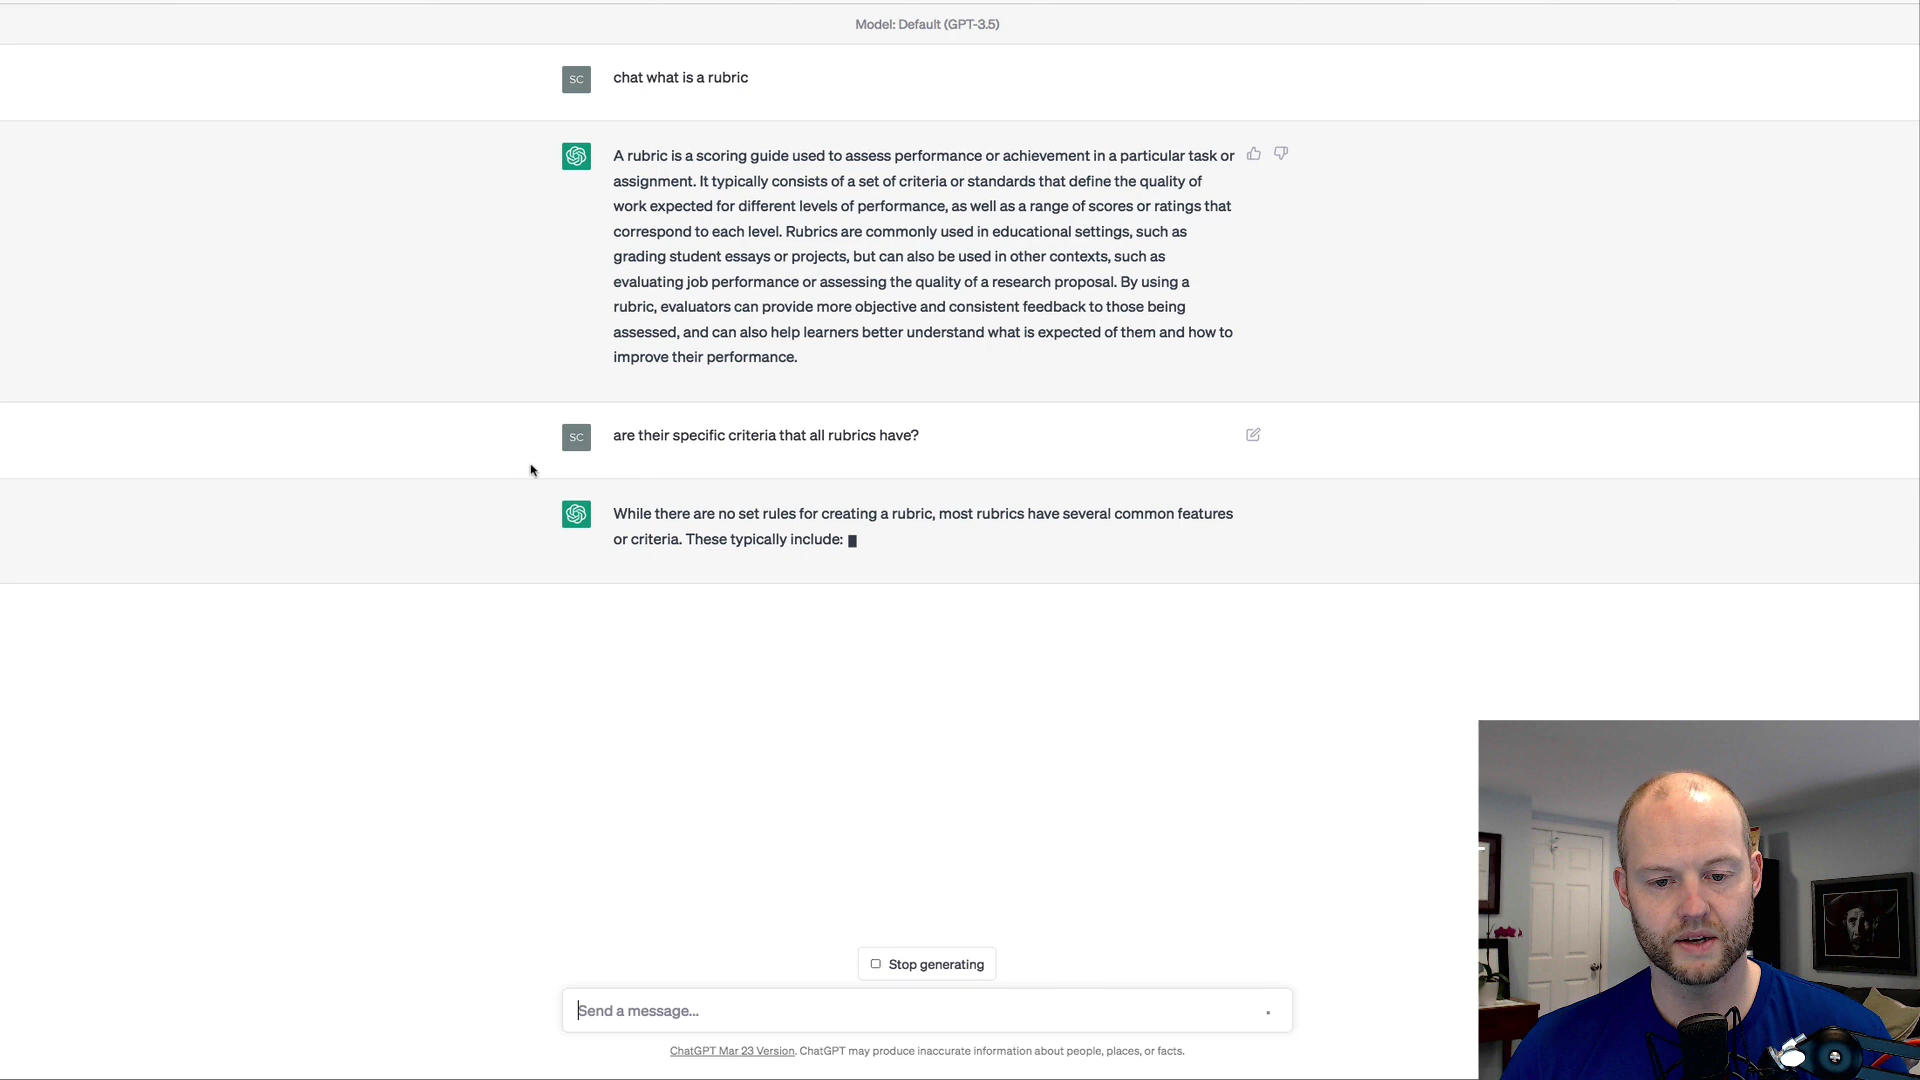 Model: Default (GPT-3.5)
SC
chat what is a rubric
A rubric is a scoring guide used to assess performance or achievement in a particular task or
assignment. It typically consists of a set of criteria or standards that define the quality of
work expected for different levels of performance, as well as a range of scores or ratings that
correspond to each level. Rubrics are commonly used in educational settings, such as
grading student essays or projects, but can also be used in other contexts, such as
evaluating job performance or assessing the quality of a research proposal. By using a
rubric, evaluators can provide more objective and consistent feedback to those being
assessed, and can also help learners better understand what is expected of them and how to
improve their performance.
SC
are their specific criteria that all rubrics have?
While there are no set rules for creating a rubric, most rubrics have several common features
or criteria. These typically include:
Stop generating
Send a message...
ChatGPT Mar 23 Version. ChatGPT may produce inaccurate information about people, places, or facts.